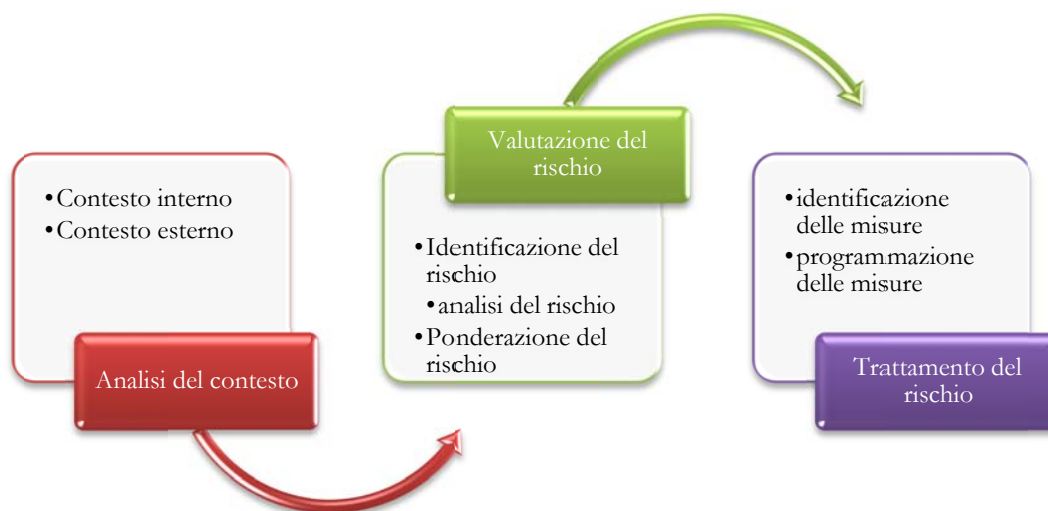 •Contesto interno
•Contesto esterno
Analisi del contesto
Valutazione del
rischio
•Identificazione del
rischio
•analisi del rischio
•Ponderazione del
rischio
•identificazione
delle misure
•programmazione
delle misure
Trattamento del
rischio